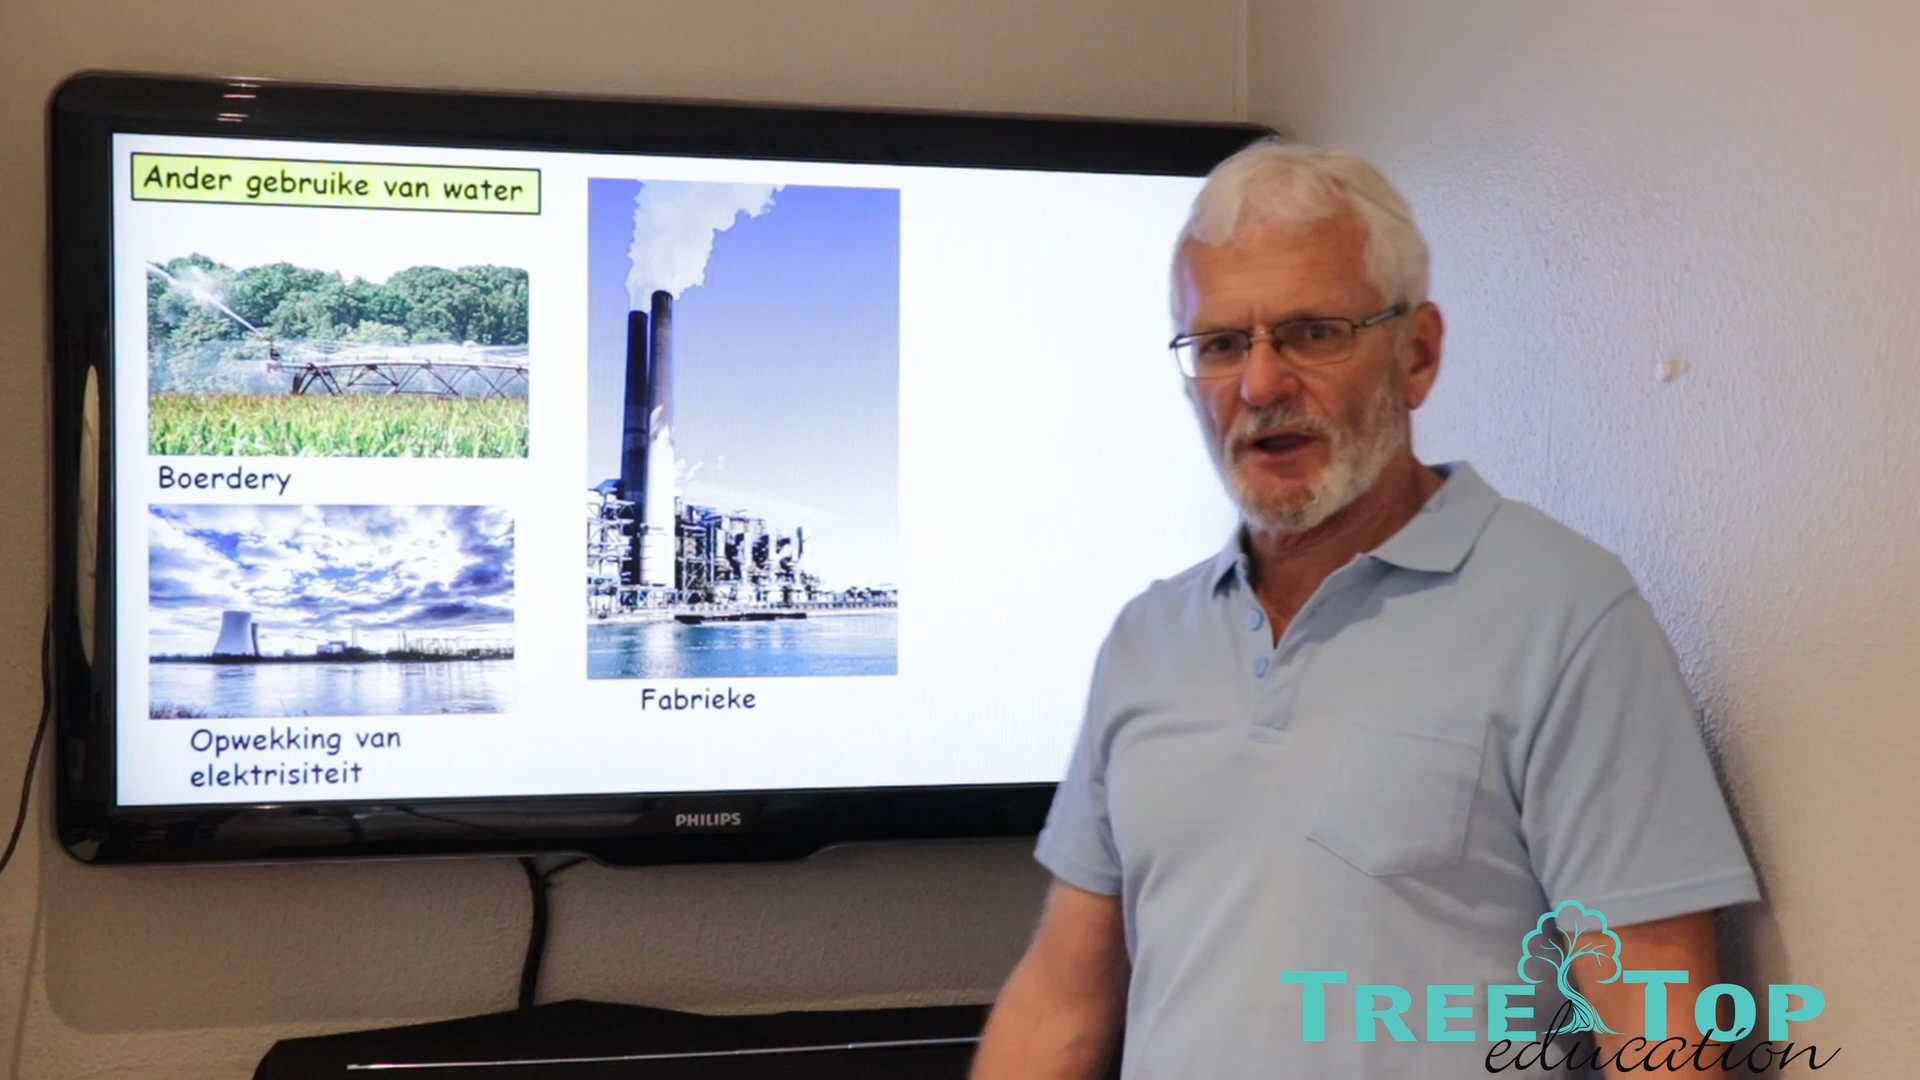 Ander gebruike van water
Boerdery
Opwekking van
elektrisiteit
Fabrieke
PHILIPS
TREE TOP
education